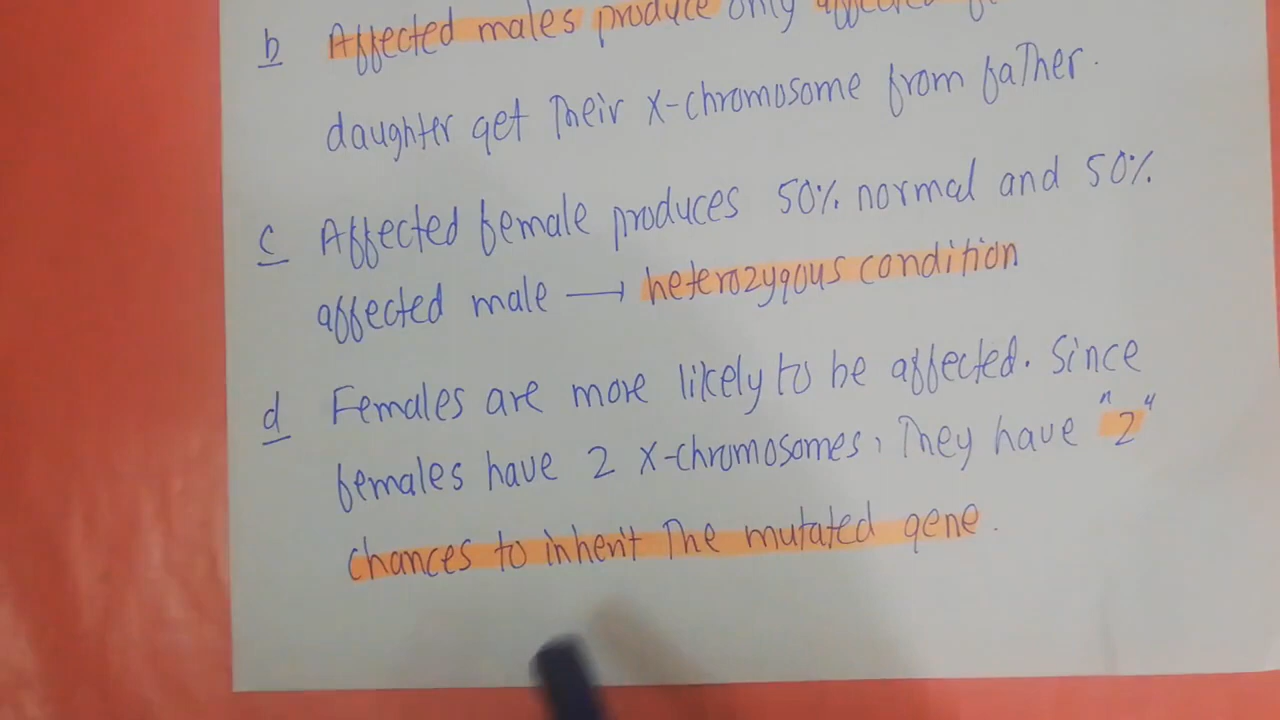 b Affected males produce only
daughter get Their x-chromosome from faTher.
c Affected female produces 50% normal and 50%
affected male → heterozygous condition
d Females are more likely to be affected. Since
females have 2 x-chromosomes, They have "2"
chances to inherit The mutated gene.